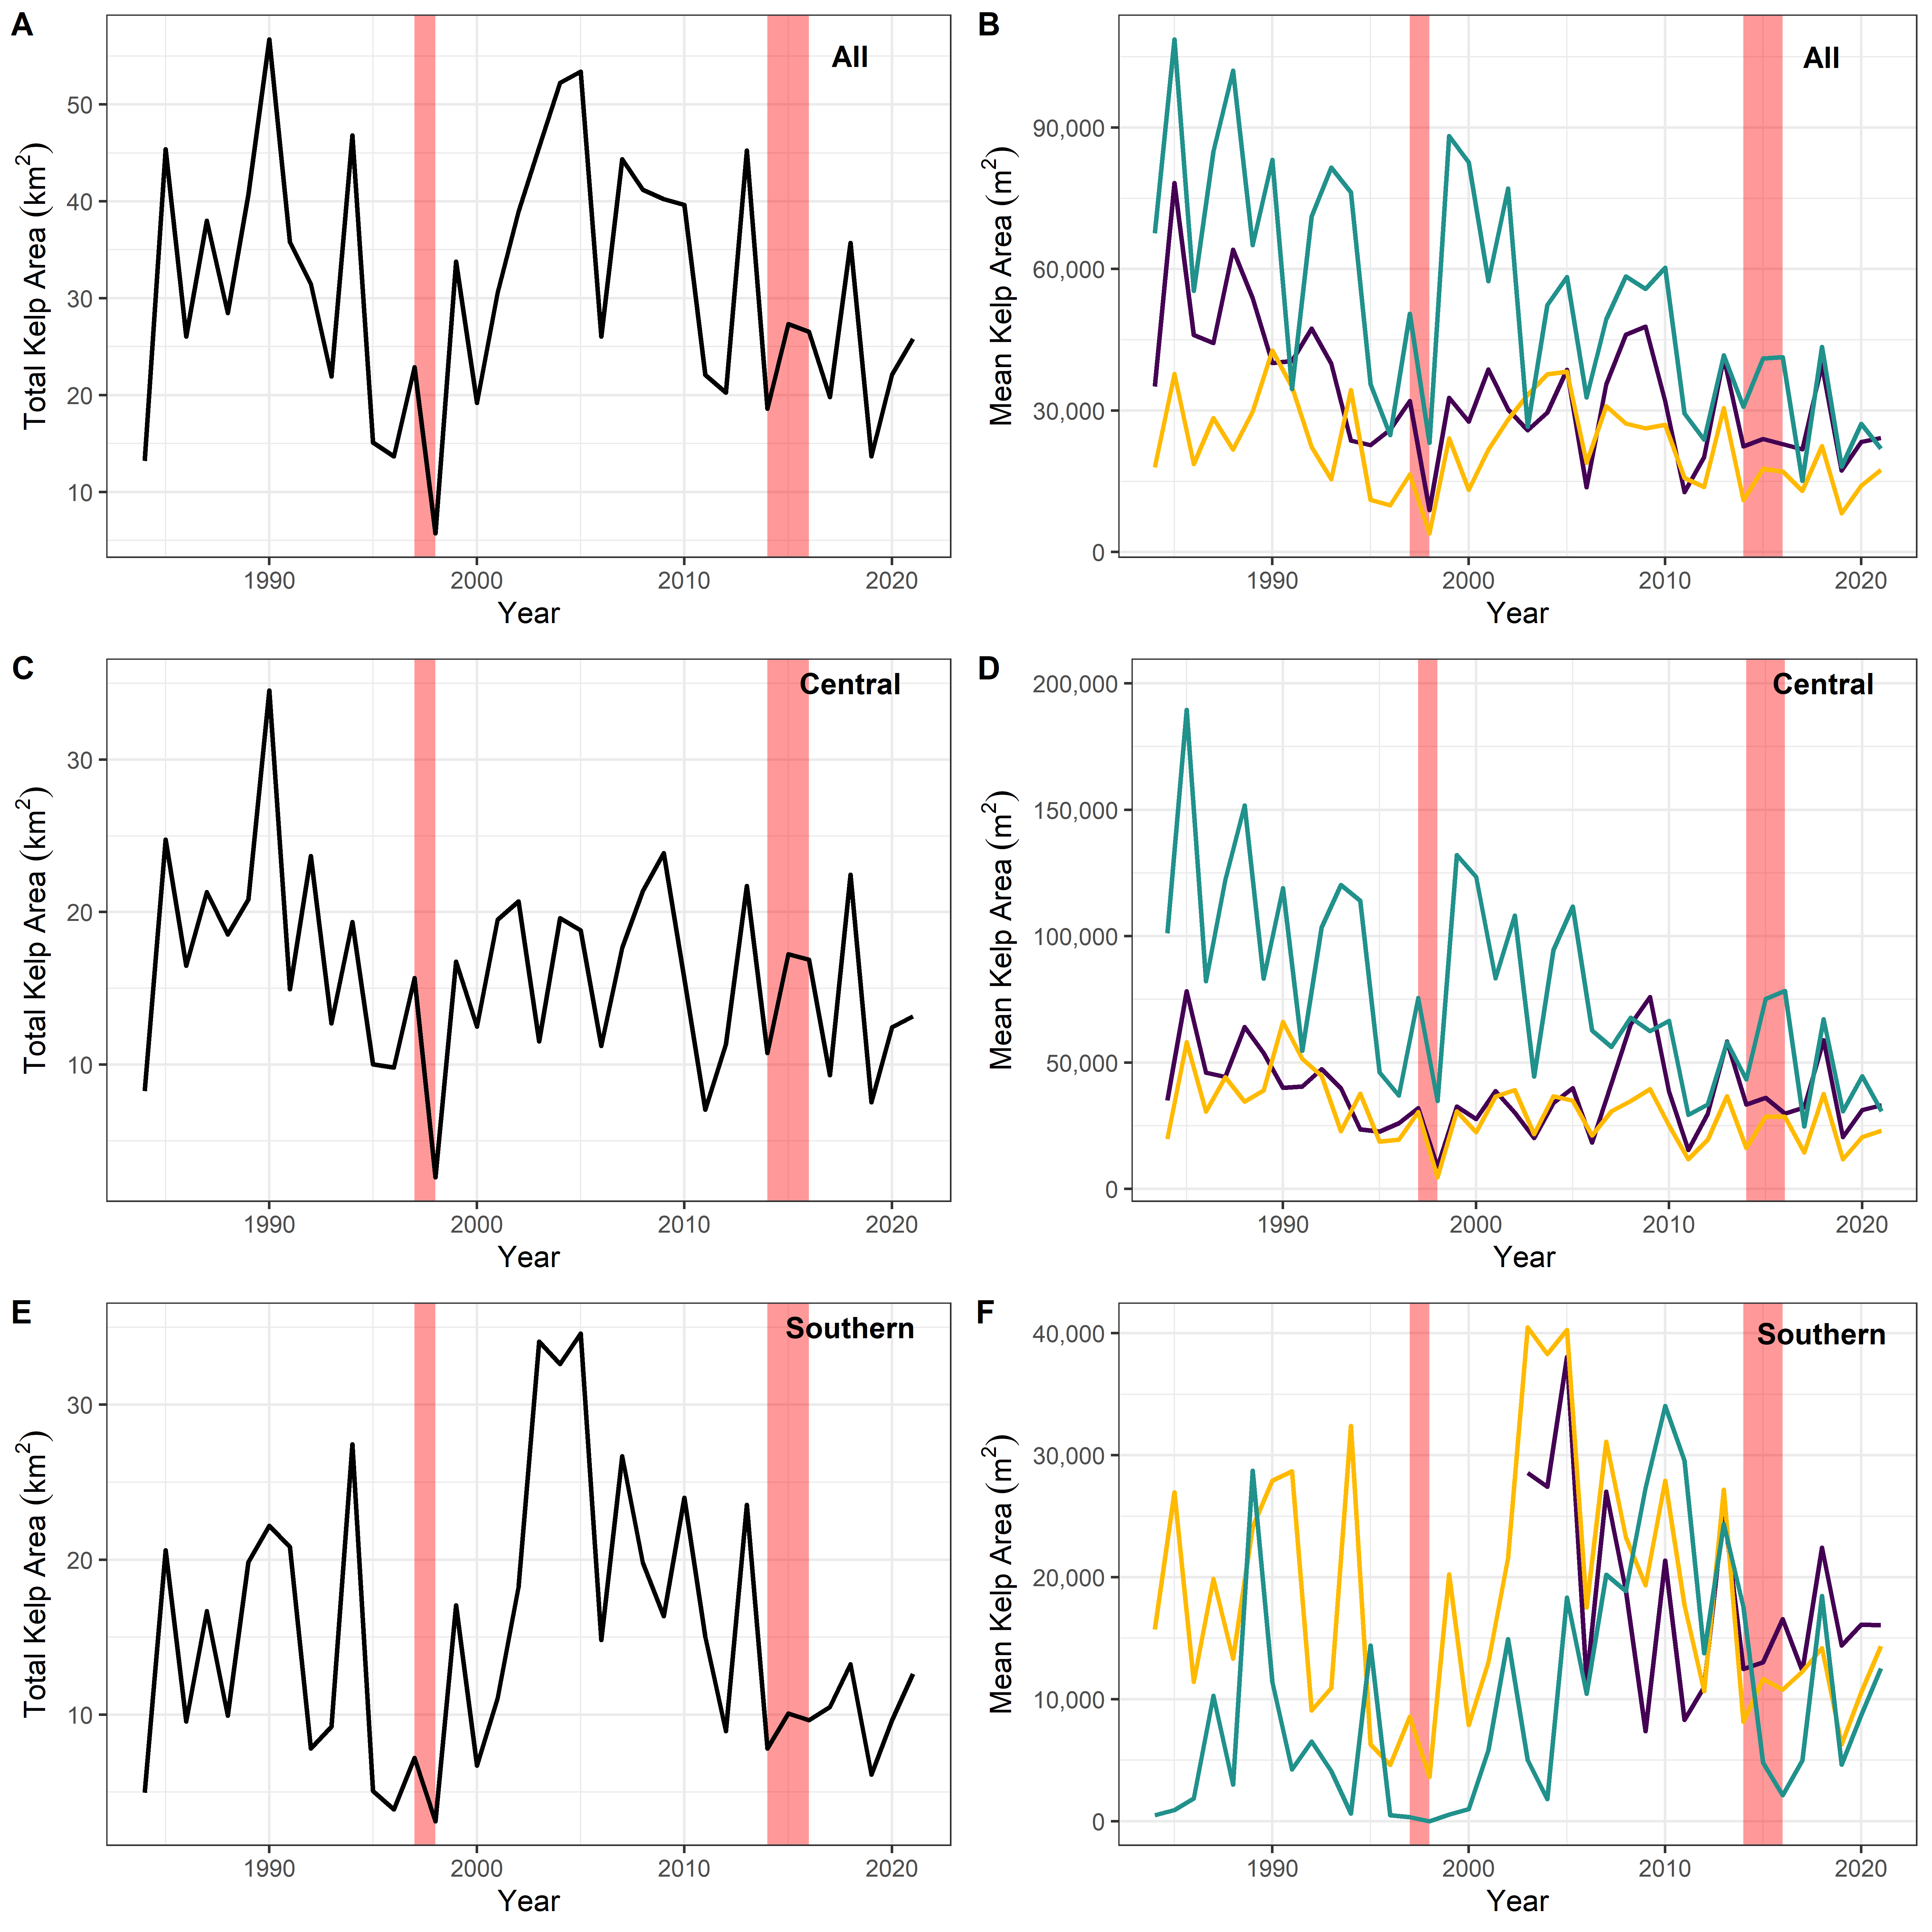 A
All
Total Kelp Area (km2)
50
40
30
20
10
1990
2000
2010
2020
Year
B
All
Mean Kelp Area (m2)
90,000
60,000
30,000
0
1990
2000
2010
2020
Year
C
Central
Total Kelp Area (km2)
30
20
10
1990
2000
2010
2020
Year
D
Central
Mean Kelp Area (m2)
200,000
150,000
100,000
50,000
0
1990
2000
2010
2020
Year
E
Southern
Total Kelp Area (km2)
30
20
10
1990
2000
2010
2020
Year
F
Southern
Mean Kelp Area (m2)
40,000
30,000
20,000
10,000
0
1990
2000
2010
2020
Year